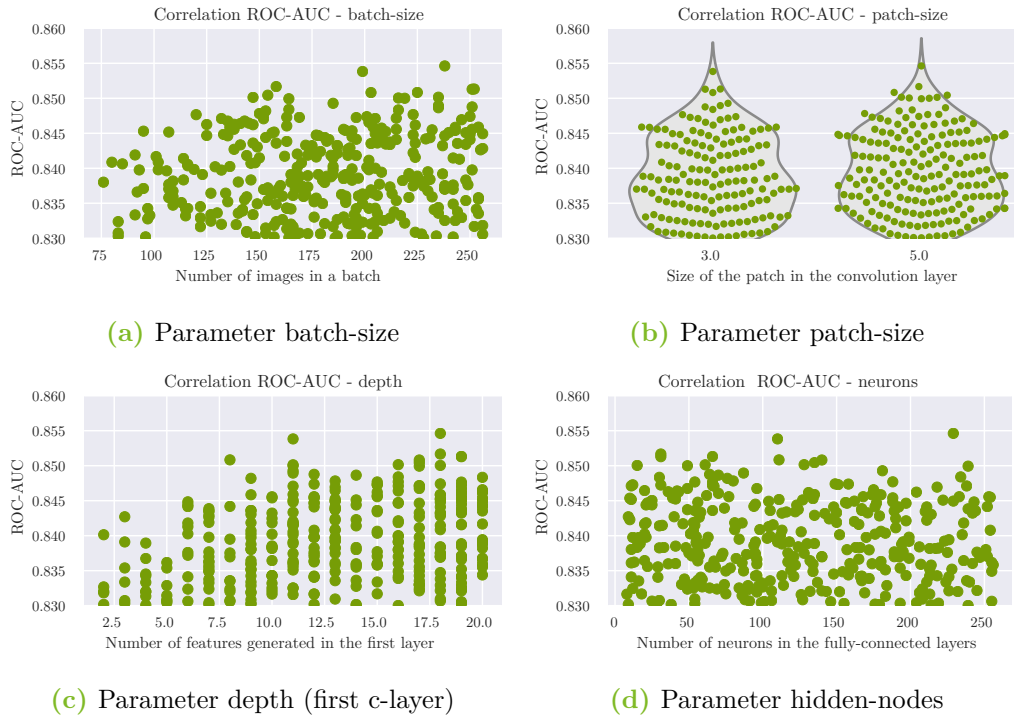 Correlation ROC-AUC - batch-size
ROC-AUC
0.860
0.855
0.850
0.845
0.840
0.835
0.830
75 100 125 150 175 200 225 250
Number of images in a batch
(a) Parameter batch-size
Correlation ROC-AUC - patch-size
ROC-AUC
0.860
0.855
0.850
0.845
0.840
0.835
0.830
3.0 5.0
Size of the patch in the convolution layer
(b) Parameter patch-size
Correlation ROC-AUC - depth
ROC-AUC
0.860
0.855
0.850
0.845
0.840
0.835
0.830
2.5 5.0 7.5 10.0 12.5 15.0 17.5 20.0
Number of features generated in the first layer
(c) Parameter depth (first c-layer)
Correlation ROC-AUC - neurons
ROC-AUC
0.860
0.855
0.850
0.845
0.840
0.835
0.830
0 50 100 150 200 250
Number of neurons in the fully-connected layers
(d) Parameter hidden-nodes